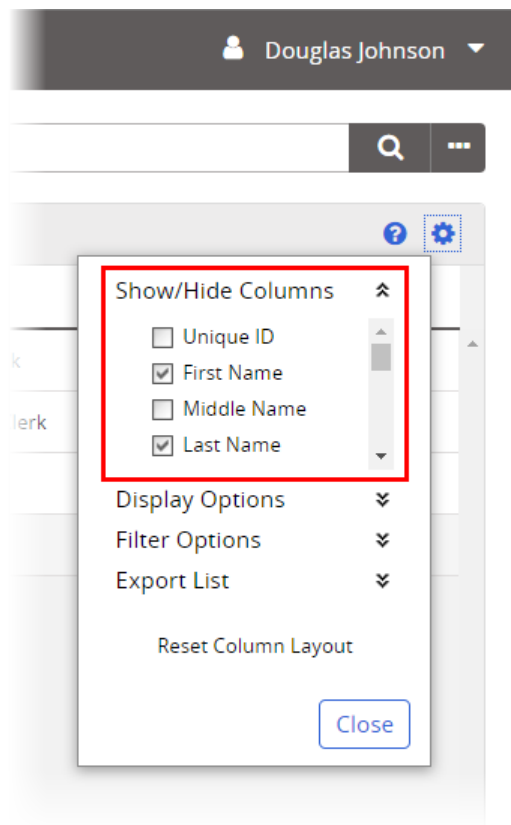 Douglas Johnson
Show/Hide Columns
Unique ID
k
First Name
Middle Name
lerk
Last Name
Display Options
Filter Options
Export List
Reset Column Layout
Close